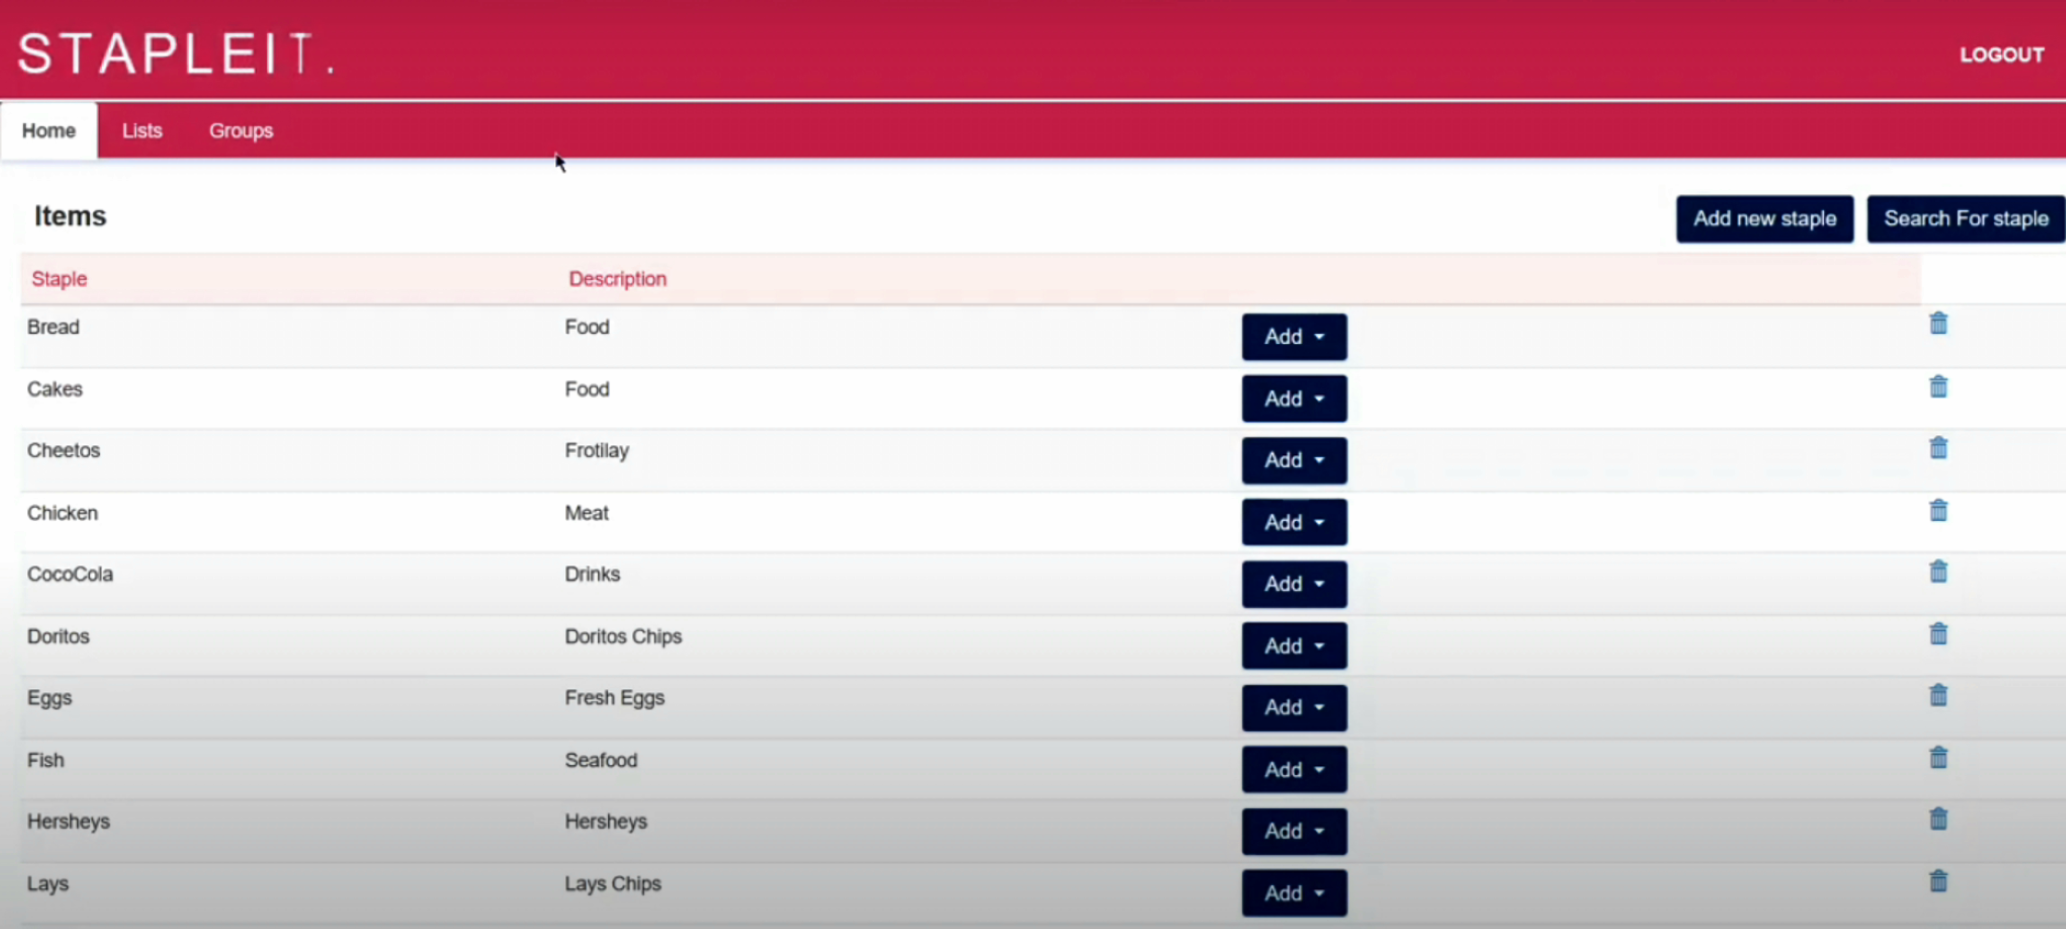 STAPLEIT.
LOGOUT
Home Lists Groups
Items
Add new staple Search For staple
Staple Description
Bread Food Add
Cakes Food Add
Cheetos Frotilay Add
Chicken Meat Add
CocoCola Drinks Add
Doritos Doritos Chips Add
Eggs Fresh Eggs Add
Fish Seafood Add
Hersheys Hersheys Add
Lays Lays Chips Add